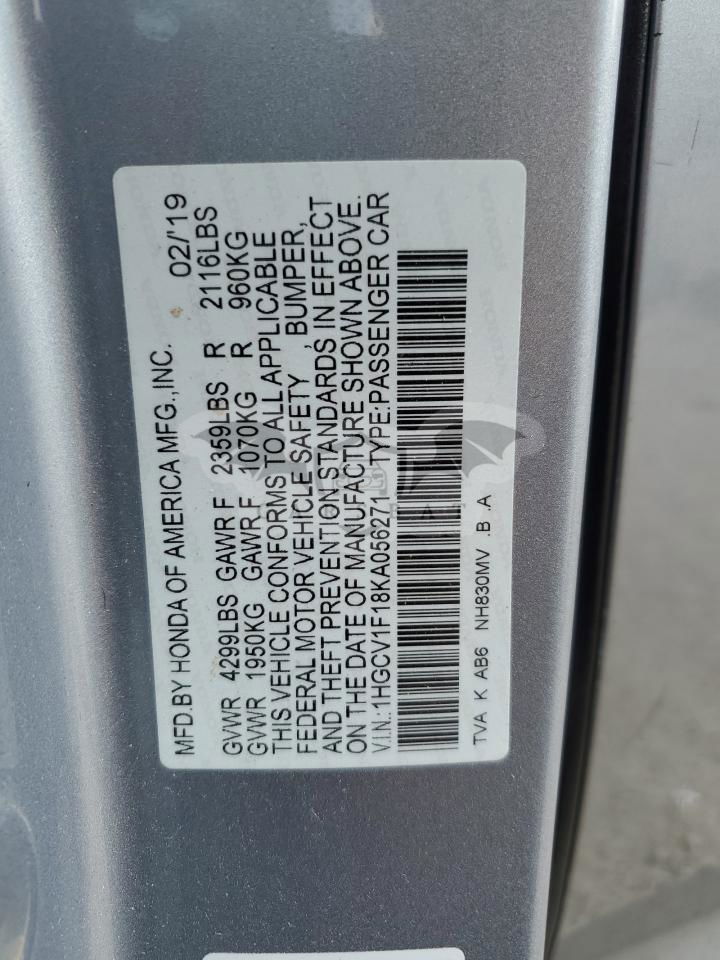 MFD.BY HONDA OF AMERICA MFG.,INC. 02/'19
GVWR 4299LBS GAWR F 2359LBS R 2116LBS
GVWR 1950KG GAWR F 1070KG R 960KG
THIS VEHICLE CONFORMS TO ALL APPLICABLE
FEDERAL MOTOR VEHICLE SAFETY, BUMPER,
AND THEFT PREVENTION STANDARDS IN EFFECT
ON THE DATE OF MANUFACTURE SHOWN ABOVE.
V.I.N.:1HGCV1F18KA056271 TYPE:PASSENGER CAR
TVA K AB6 NH830MV .B .A